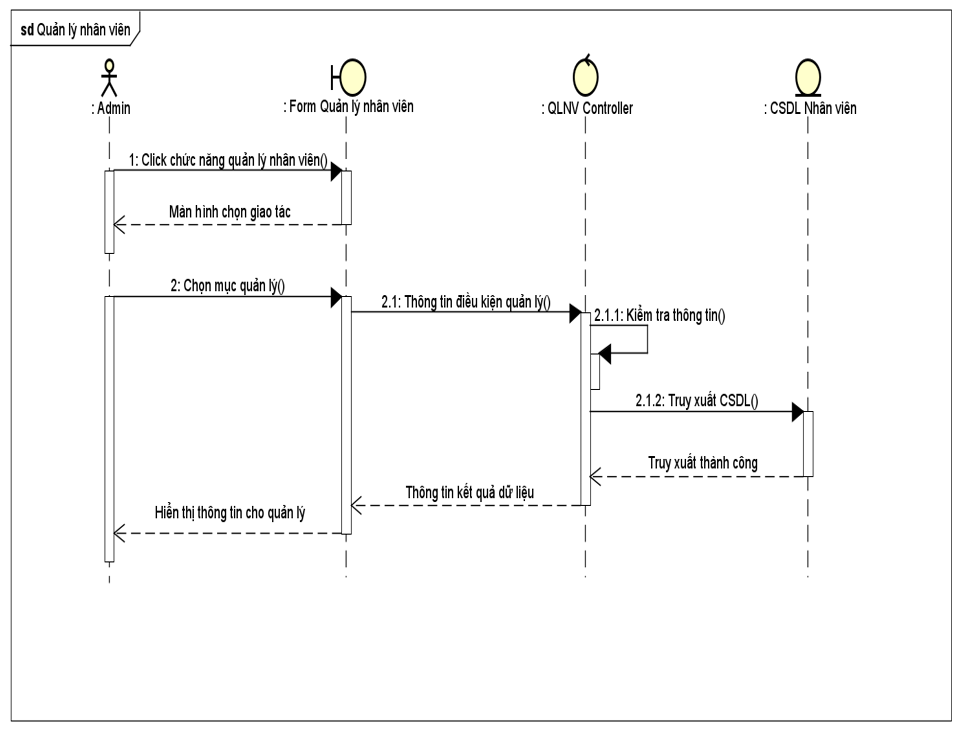 sd Quản lý nhân viên
: Admin
: Form Quản lý nhân viên
: QLNV Controller
: CSDL Nhân viên
1: Click chức năng quản lý nhân viên()
Màn hình chọn giao tác
2: Chọn mục quản lý()
2.1: Thông tin điều kiện quản lý()
2.1.1: Kiểm tra thông tin()
2.1.2: Truy xuất CSDL()
Truy xuất thành công
Thông tin kết quả dữ liệu
Hiển thị thông tin cho quản lý